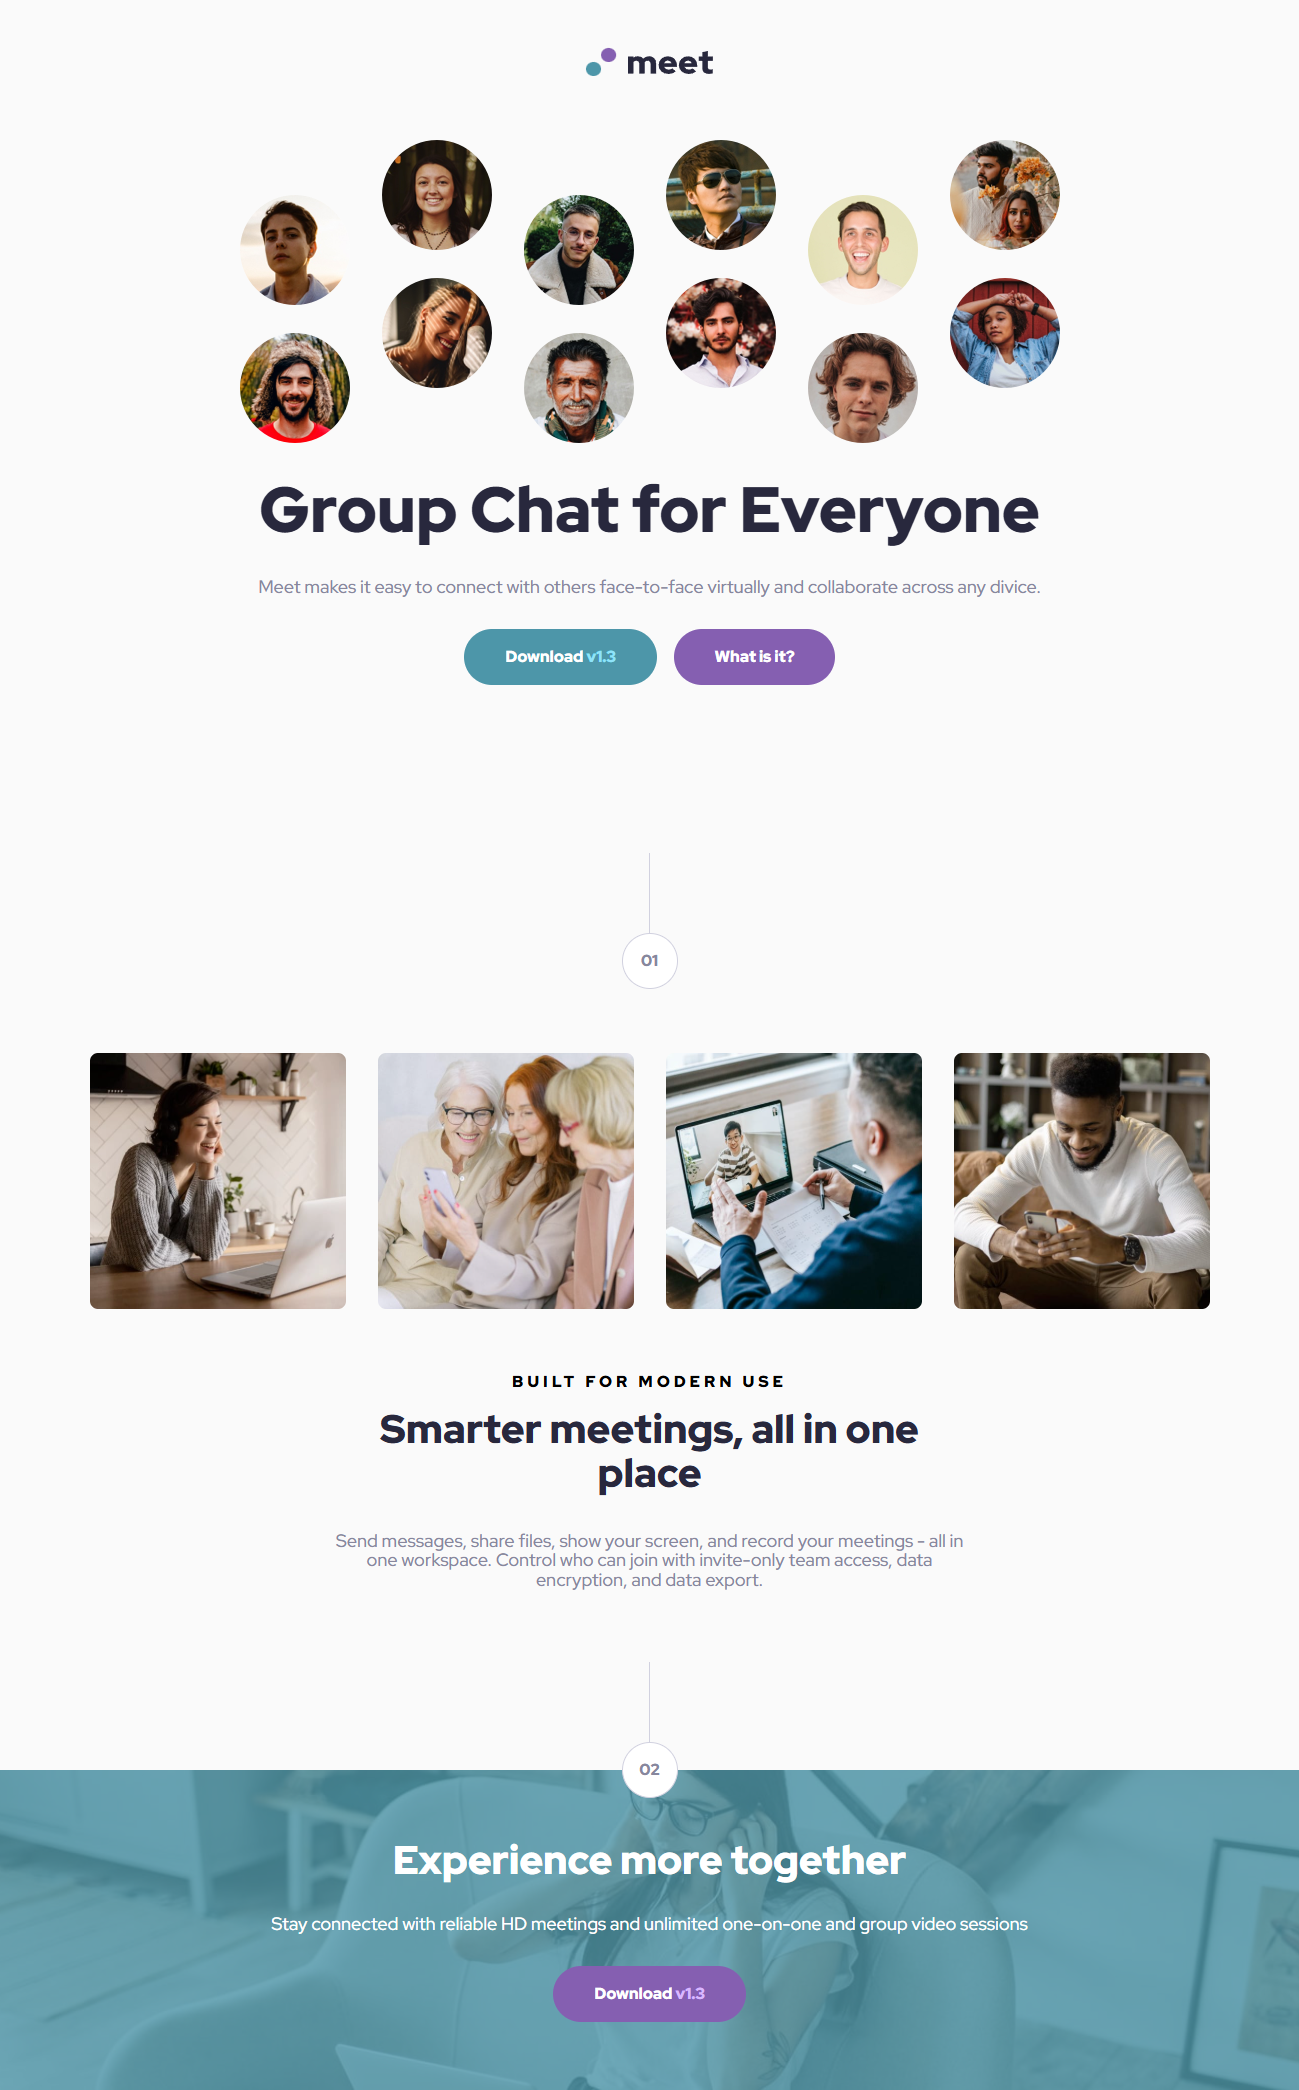 meet
Group Chat for Everyone
Meet makes it easy to connect with others face-to-face virtually and collaborate across any divice.
Download v1.3
What is it?
01
BUILT FOR MODERN USE
Smarter meetings, all in one
place
Send messages, share files, show your screen, and record your meetings - all in
one workspace. Control who can join with invite-only team access, data
encryption, and data export.
02
Experience more together
Stay connected with reliable HD meetings and unlimited one-on-one and group video sessions
Download v1.3